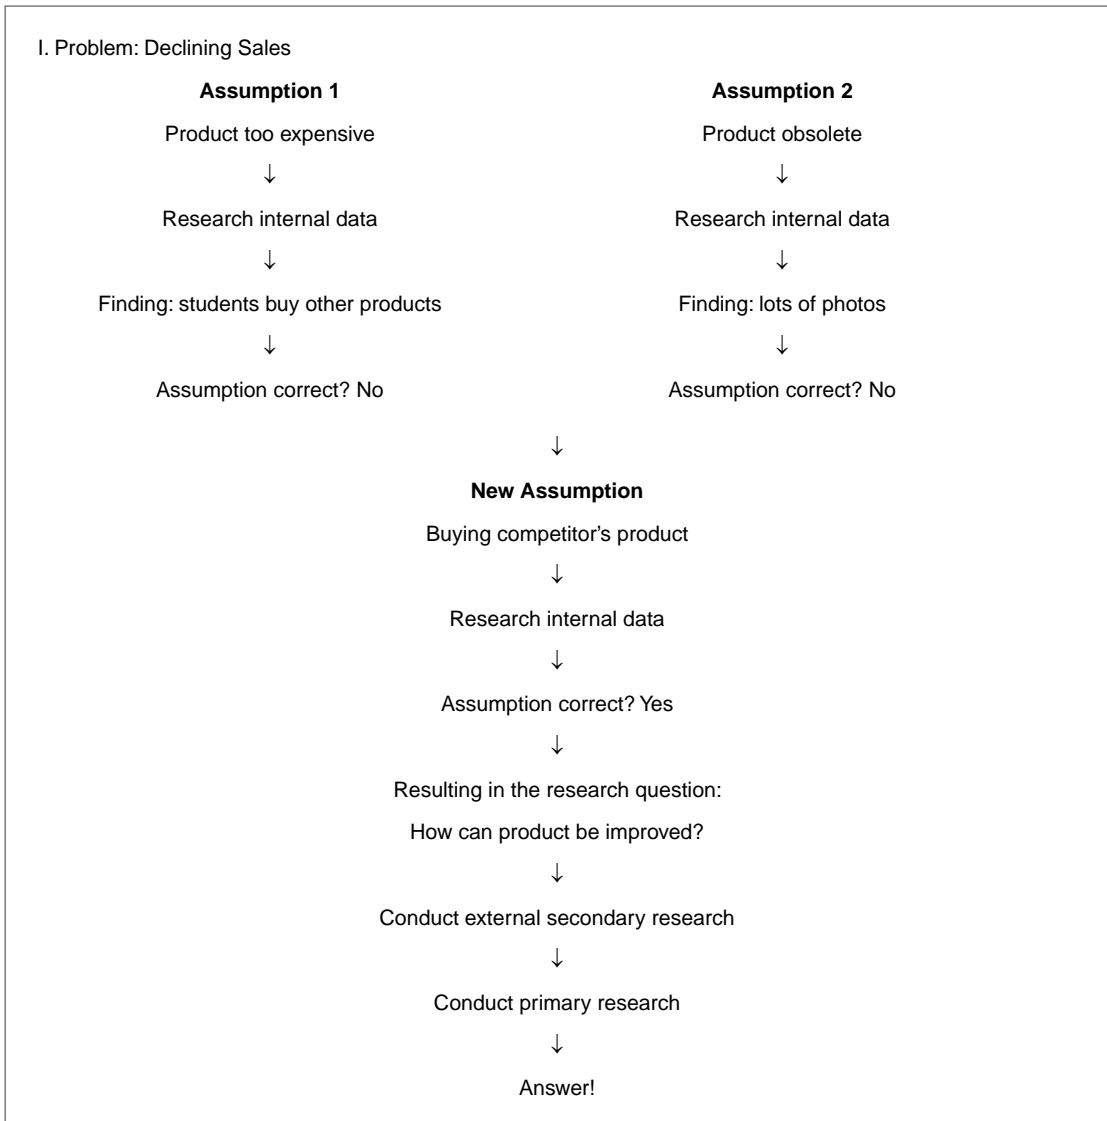 I. Problem: Declining Sales
Assumption 1
Product too expensive
↓
Research internal data
↓
Finding: students buy other products
↓
Assumption correct? No
Assumption 2
Product obsolete
↓
Research internal data
↓
Finding: lots of photos
↓
Assumption correct? No
↓
New Assumption
Buying competitor’s product
↓
Research internal data
↓
Assumption correct? Yes
↓
Resulting in the research question:
How can product be improved?
↓
Conduct external secondary research
↓
Conduct primary research
↓
Answer!